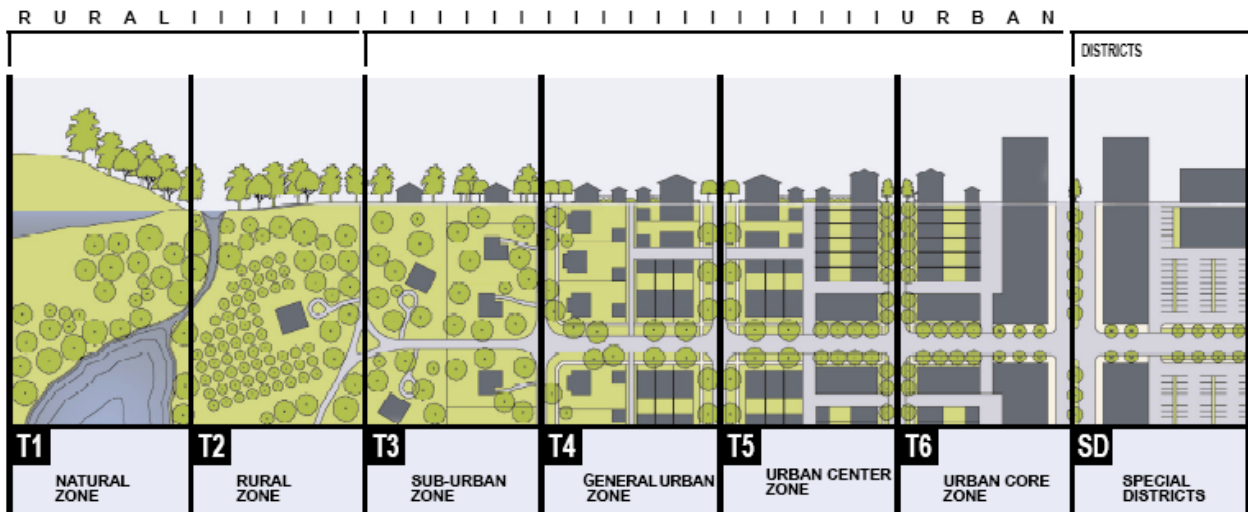 R U R A L I I I I I I I I I I I I I I I I I I I I I I I I U R B A N
DISTRICTS
T1
NATURAL
ZONE
T2
RURAL
ZONE
T3
SUB-URBAN
ZONE
T4
GENERAL URBAN
ZONE
T5
URBAN CENTER
ZONE
T6
URBAN CORE
ZONE
SD
SPECIAL
DISTRICTS